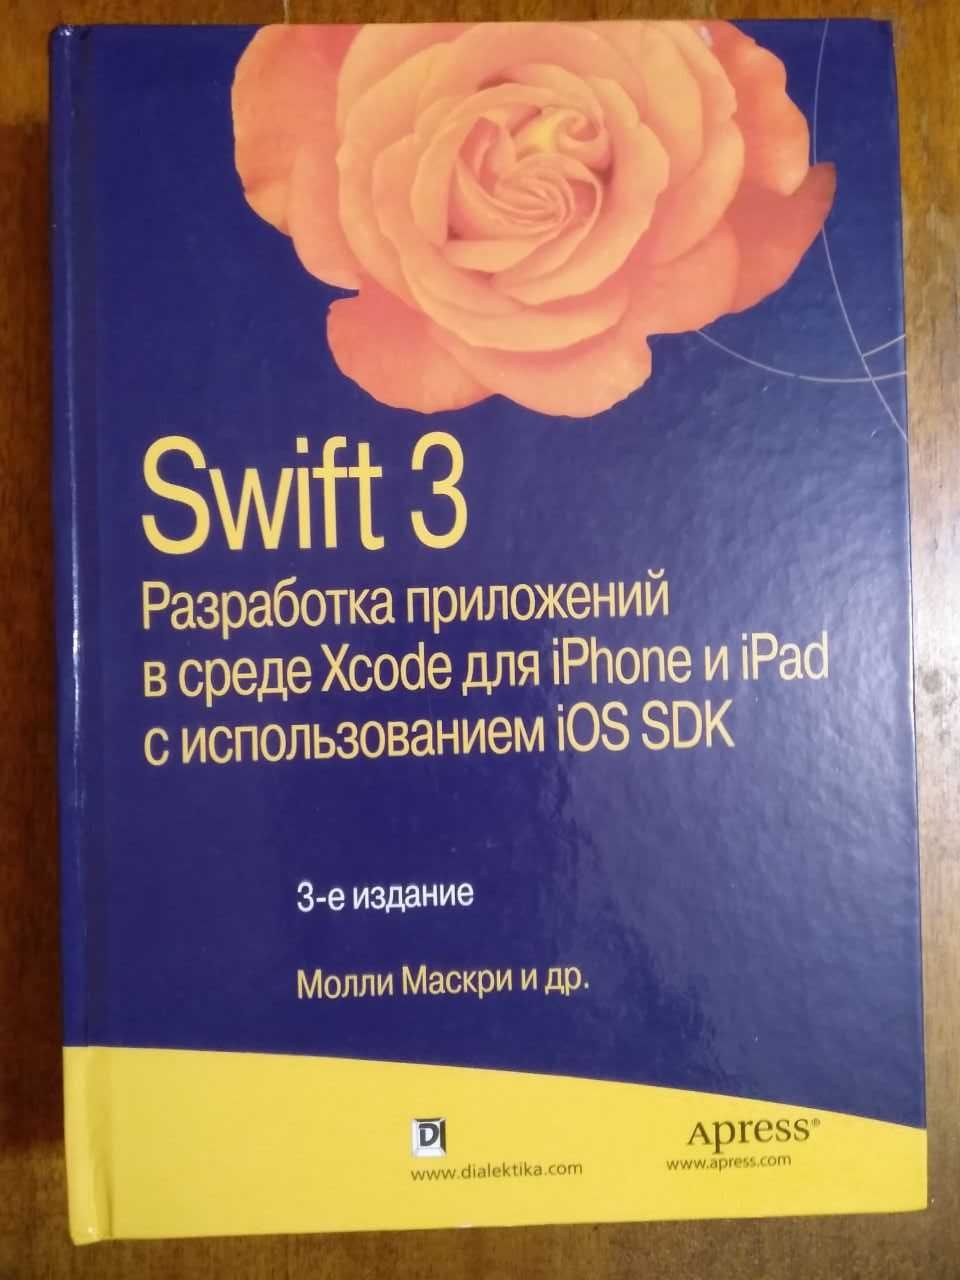 Swift 3
Разработка приложений
в среде Xcode для iPhone и iPad
с использованием iOS SDK
3-е издание
Молли Маскри и др.
D
www.dialektika.com
Apress®
www.apress.com